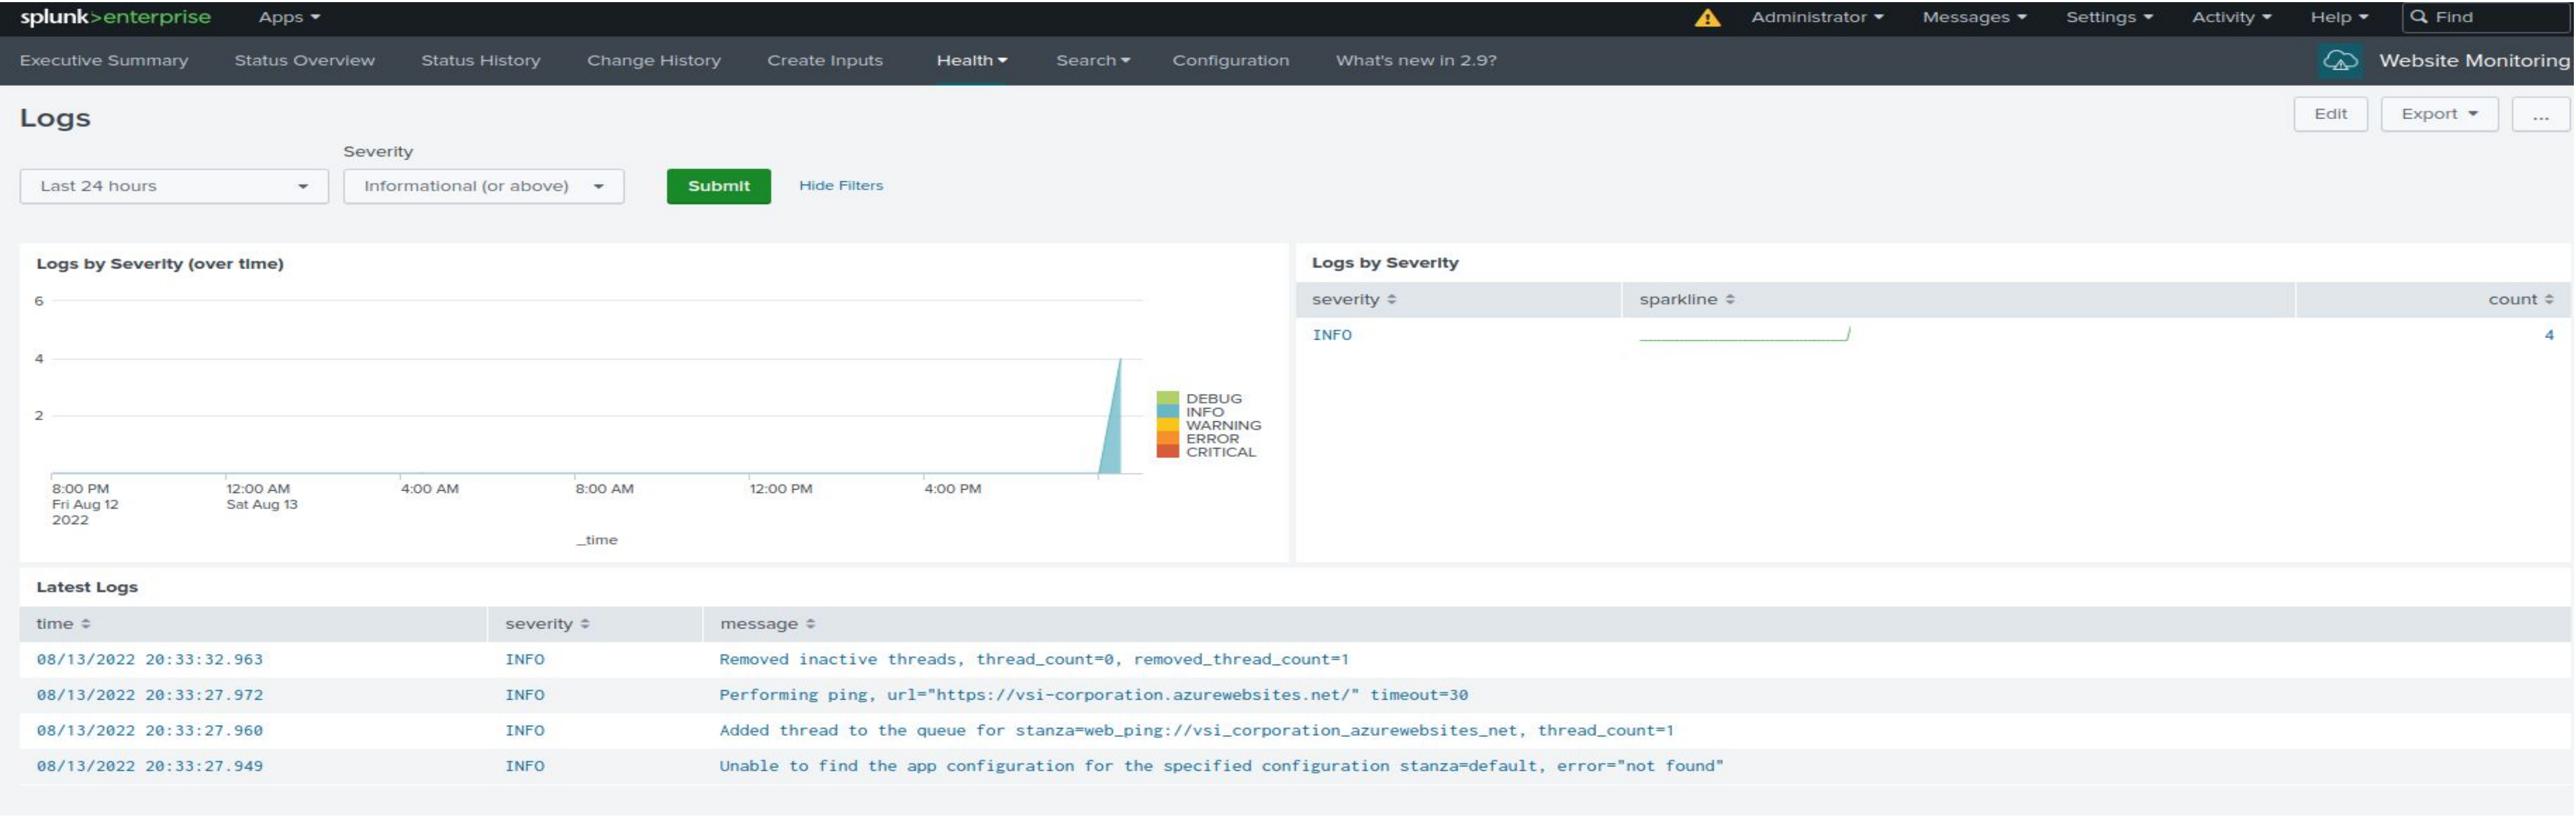 splunk>enterprise Apps Administrator Messages Settings Activity Help Find
Executive Summary Status Overview Status History Change History Create Inputs Health Search Configuration What's new in 2.9? Website Monitoring
Logs Edit Export ...
Severity
Last 24 hours Informational (or above) Submit Hide Filters
Logs by Severity (over time)
6
4
2
DEBUG
INFO
WARNING
ERROR
CRITICAL
8:00 PM 12:00 AM 4:00 AM 8:00 AM 12:00 PM 4:00 PM
Fri Aug 12 Sat Aug 13
2022
_time
Logs by Severity
severity sparkline count
INFO 4
Latest Logs
time severity message
08/13/2022 20:33:32.963 INFO Removed inactive threads, thread_count=0, removed_thread_count=1
08/13/2022 20:33:27.972 INFO Performing ping, url="https://vsi-corporation.azurewebsites.net/" timeout=30
08/13/2022 20:33:27.960 INFO Added thread to the queue for stanza=web_ping://vsi_corporation_azurewebsites_net, thread_count=1
08/13/2022 20:33:27.949 INFO Unable to find the app configuration for the specified configuration stanza=default, error="not found"